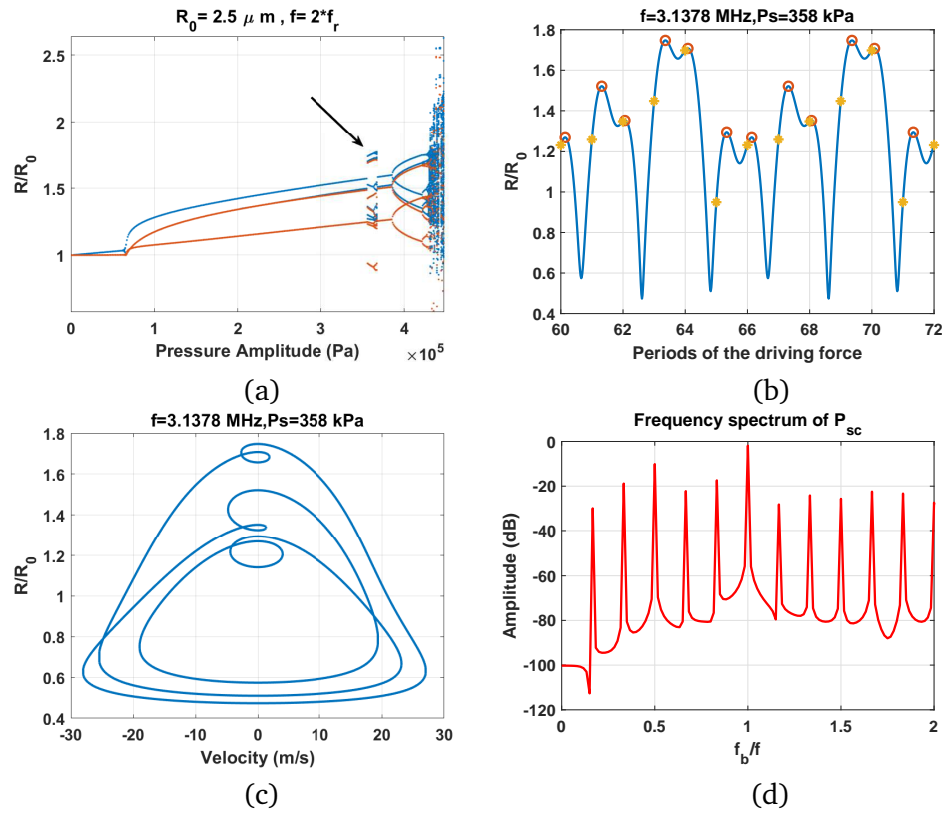 R₀= 2.5 μ m , f= 2*fᵣ
R/R₀
2.5
2
1.5
1
0 1 2 3 4
×10⁵
Pressure Amplitude (Pa)
(a)
f=3.1378 MHz,Ps=358 kPa
R/R₀
1.8
1.6
1.4
1.2
1
0.8
0.6
0.4
60 62 64 66 68 70 72
Periods of the driving force
(b)
f=3.1378 MHz,Ps=358 kPa
R/R₀
1.8
1.6
1.4
1.2
1
0.8
0.6
0.4
-30 -20 -10 0 10 20 30
Velocity (m/s)
(c)
Frequency spectrum of P_sc
Amplitude (dB)
0
-20
-40
-60
-80
-100
-120
0 0.5 1 1.5 2
f_b/f
(d)